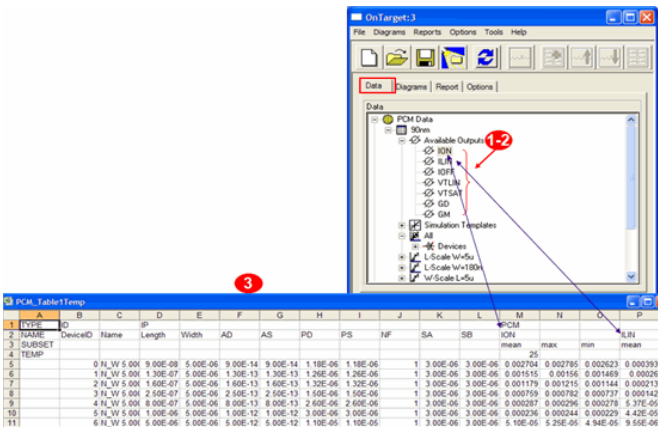 OnTarget:3
File Diagrams Reports Options Tools Help
Data Diagrams Report Options
Data
PCM Data
90nm
Available Outputs
1-2
ION
ILIN
IOFF
VTLIN
VTSAT
GD
GM
Simulation Templates
All
Devices
L-Scale W=5u
L-Scale W=180n
W-Scale L=5u
3
PCM_Table1Temp
A B C D E F G H I J K L M N O P
1 TYPE ID IP PCM
2 NAME DeviceID Name Length Width AD AS PD PS NF SA SB ION ILIN
3 SUBSET mean max min mean
4 TEMP 25
5 0 N_W 5.00 9.00E-08 5.00E-06 9.00E-14 9.00E-14 1.18E-06 1.18E-06 1 3.00E-06 3.00E-06 0.002704 0.002785 0.002623 0.000393
6 1 N_W 5.00 1.30E-07 5.00E-06 1.30E-13 1.30E-13 1.26E-06 1.26E-06 1 3.00E-06 3.00E-06 0.001515 0.00156 0.001469 0.00026
7 2 N_W 5.00 1.60E-07 5.00E-06 1.60E-13 1.60E-13 1.32E-06 1.32E-06 1 3.00E-06 3.00E-06 0.001179 0.001215 0.001144 0.000213
8 3 N_W 5.00 2.50E-07 5.00E-06 2.50E-13 2.50E-13 1.50E-06 1.50E-06 1 3.00E-06 3.00E-06 0.000759 0.000782 0.000737 0.000142
9 4 N_W 5.00 8.00E-07 5.00E-06 8.00E-13 8.00E-13 2.60E-06 2.60E-06 1 3.00E-06 3.00E-06 0.000287 0.000296 0.000278 5.37E-05
10 5 N_W 5.00 1.00E-06 5.00E-06 1.00E-12 1.00E-12 3.00E-06 3.00E-06 1 3.00E-06 3.00E-06 0.000236 0.000244 0.000229 4.42E-05
11 6 N_W 5.00 5.00E-06 5.00E-06 5.00E-12 5.00E-12 1.10E-05 1.10E-05 1 3.00E-06 3.00E-06 5.10E-05 5.25E-05 4.94E-05 9.55E-06